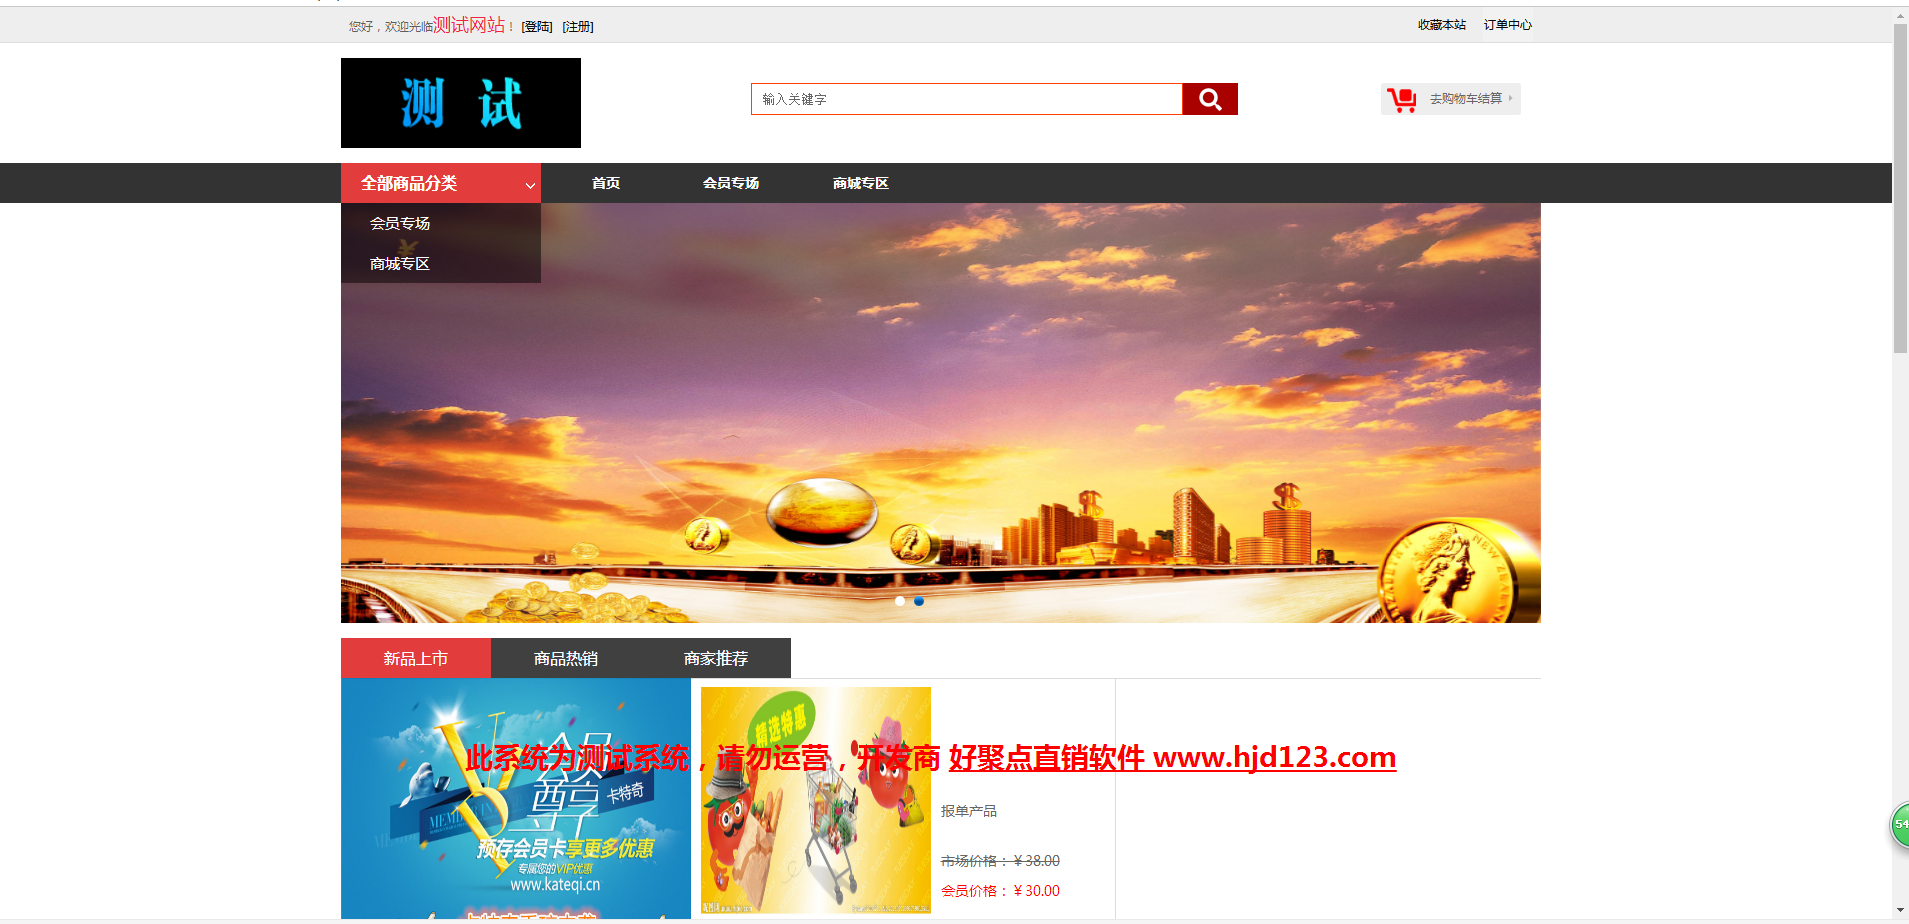 您好，欢迎光临测试网站！ [登陆] [注册]
收藏本站 订单中心
测 试
输入关键字
去购物车结算
全部商品分类 首页 会员专场 商城专区
会员专场
商城专区
新品上市 商品热销 商家推荐
精选特惠
此系统为测试系统，请勿运营，开发商 好聚点直销软件 www.hjd123.com
会员
尊享
卡特奇
报单产品
预存会员卡享更多优惠
专属您的VIP优惠
www.kateqi.cn
市场价格：￥38.00
会员价格：￥30.00
54